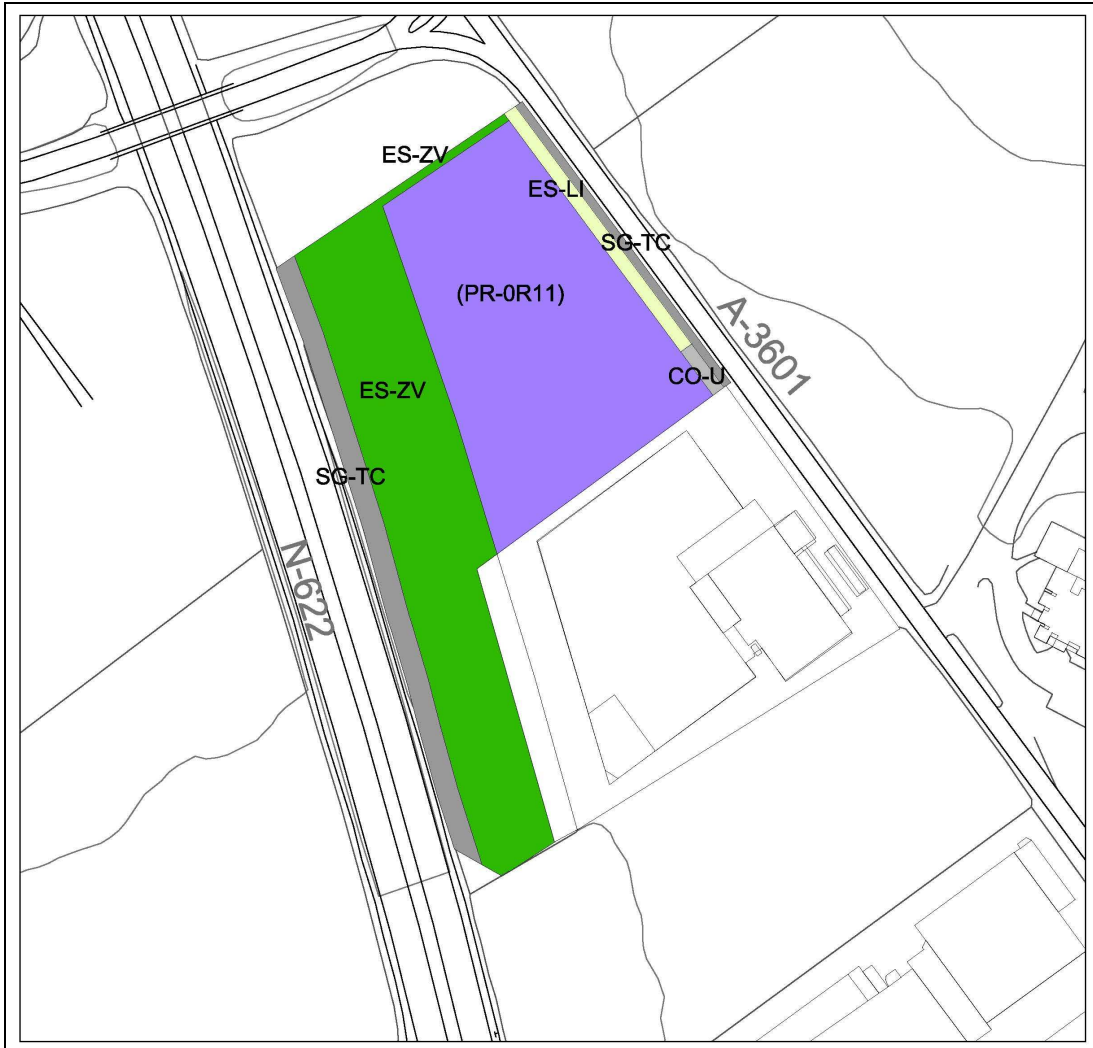 ES-ZV
ES-LI
SG-TC
(PR-0R11)
A-3601
CO-U
ES-ZV
SG-TC
N-622